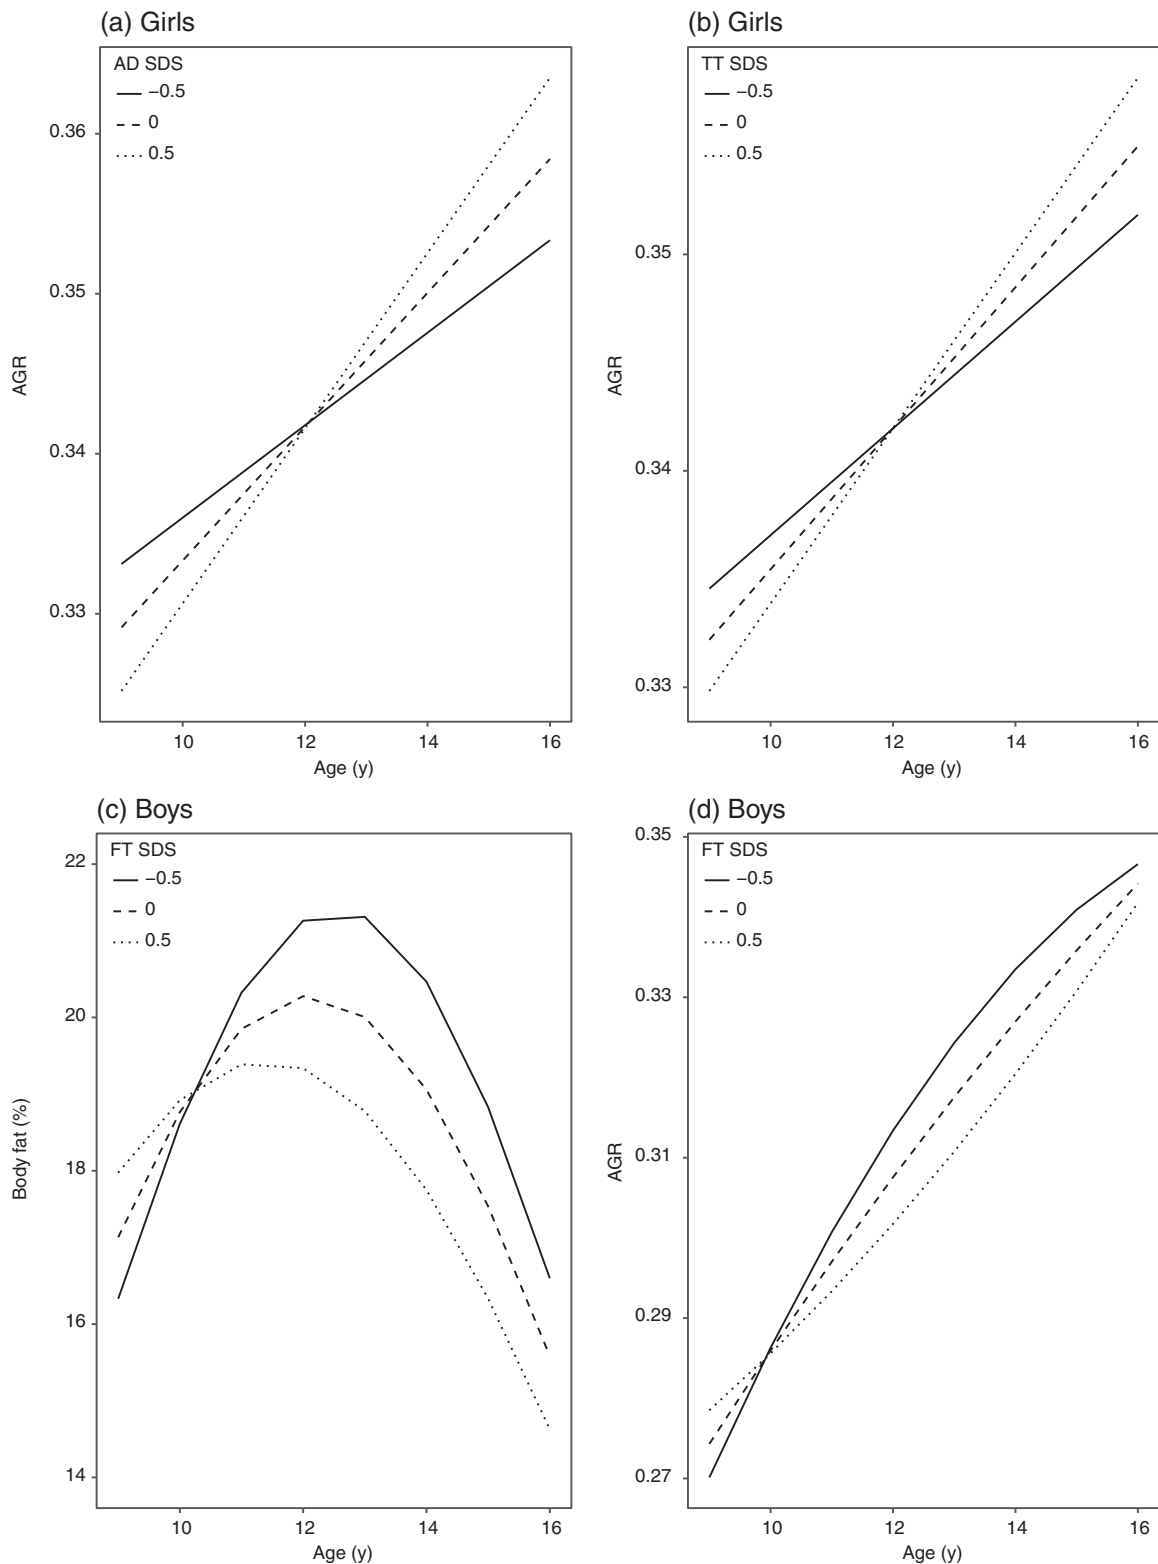 (a) Girls
AD SDS
−0.5
0
0.5
0.36
0.35
0.34
0.33
AGR
10
12
14
16
Age (y)
(b) Girls
TT SDS
−0.5
0
0.5
0.35
0.34
0.33
AGR
10
12
14
16
Age (y)
(c) Boys
FT SDS
−0.5
0
0.5
22
20
18
16
14
Body fat (%)
10
12
14
16
Age (y)
(d) Boys
FT SDS
−0.5
0
0.5
0.35
0.33
0.31
0.29
0.27
AGR
10
12
14
16
Age (y)